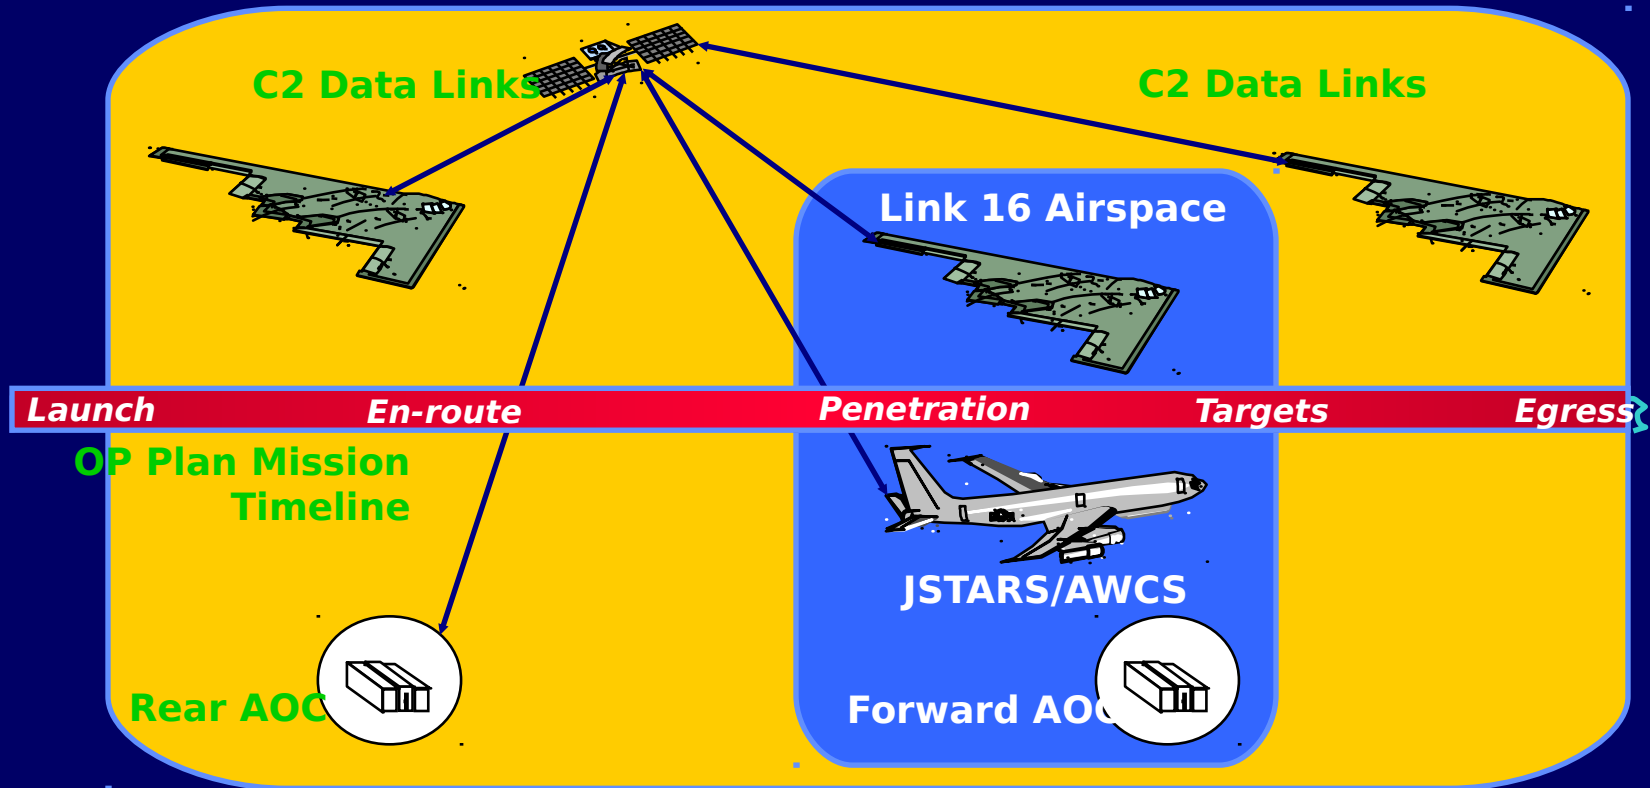 C2 Data Links
C2 Data Links
Link 16 Airspace
Launch
En-route
Penetration
Targets
Egress
OP Plan Mission
Timeline
JSTARS/AWCS
Rear AOC
Forward AOC